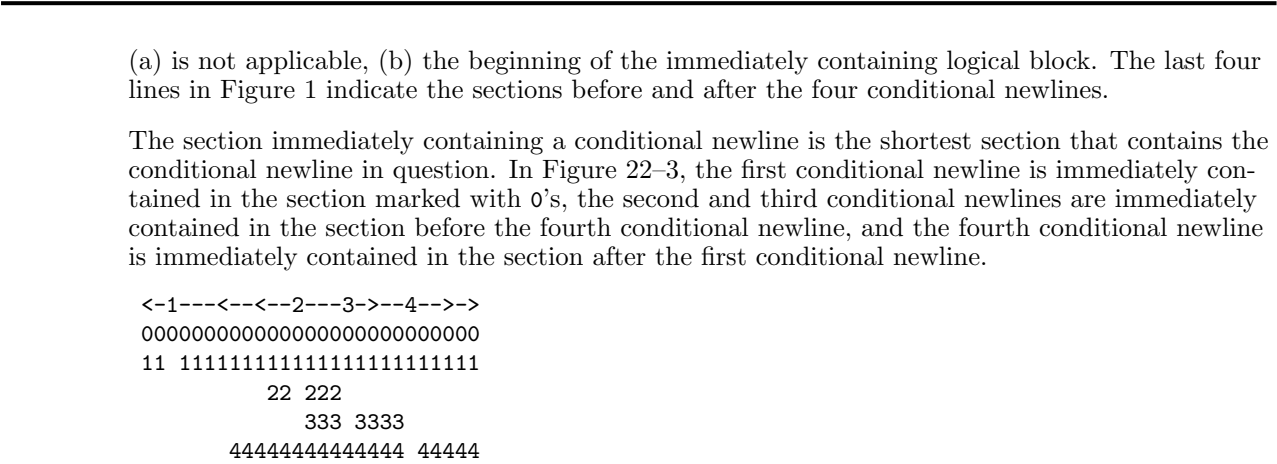 (a) is not applicable, (b) the beginning of the immediately containing logical block. The last four
lines in Figure 1 indicate the sections before and after the four conditional newlines.
The section immediately containing a conditional newline is the shortest section that contains the
conditional newline in question. In Figure 22–3, the first conditional newline is immediately con-
tained in the section marked with 0's, the second and third conditional newlines are immediately
contained in the section before the fourth conditional newline, and the fourth conditional newline
is immediately contained in the section after the first conditional newline.
<-1---<--<--2---3->--4-->->
000000000000000000000000000
11 111111111111111111111111
          22 222
             333 3333
       44444444444444 44444